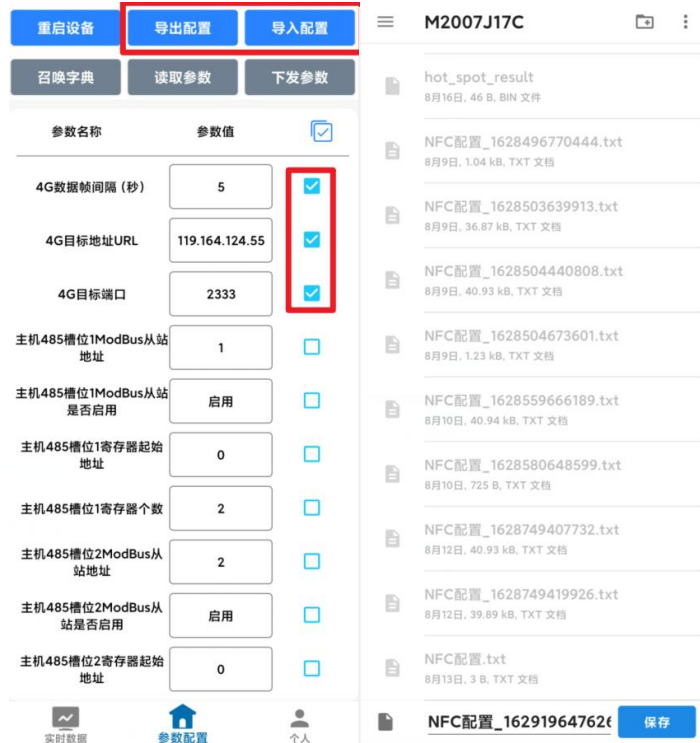 重启设备
导出配置
导入配置
召唤字典
读取参数
下发参数
参数名称
参数值
4G数据帧间隔（秒）
5
4G目标地址URL
119.164.124.55
4G目标端口
2333
主机485槽位1ModBus从站
地址
1
主机485槽位1ModBus从站
是否启用
启用
主机485槽位1寄存器起始
地址
0
主机485槽位1寄存器个数
2
主机485槽位2ModBus从
站地址
2
主机485槽位2ModBus从
站是否启用
启用
主机485槽位2寄存器起始
地址
0
实时数据
参数配置
个人
M2007J17C
hot_spot_result
8月16日, 46 B, BIN 文件
NFC配置_1628496770444.txt
8月9日, 1.04 kB, TXT 文档
NFC配置_1628503639913.txt
8月9日, 36.87 kB, TXT 文档
NFC配置_1628504440808.txt
8月9日, 40.93 kB, TXT 文档
NFC配置_1628504673601.txt
8月9日, 1.23 kB, TXT 文档
NFC配置_1628559666189.txt
8月10日, 40.94 kB, TXT 文档
NFC配置_1628580648599.txt
8月10日, 725 B, TXT 文档
NFC配置_1628749407732.txt
8月12日, 40.93 kB, TXT 文档
NFC配置_1628749419926.txt
8月12日, 39.89 kB, TXT 文档
NFC配置.txt
8月13日, 3 B, TXT 文档
NFC配置_162919647626
保存